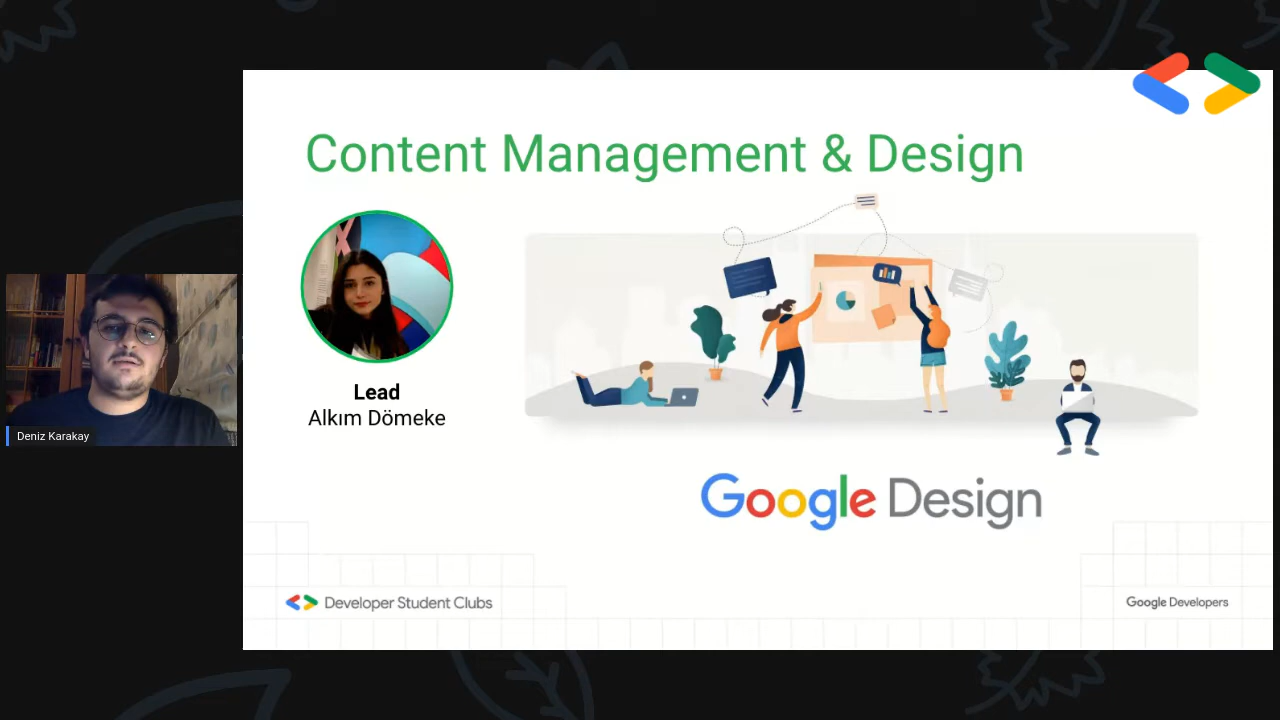 Content Management & Design
Lead
Alkım Dömeke
Deniz Karakay
Google Design
Developer Student Clubs
Google Developers